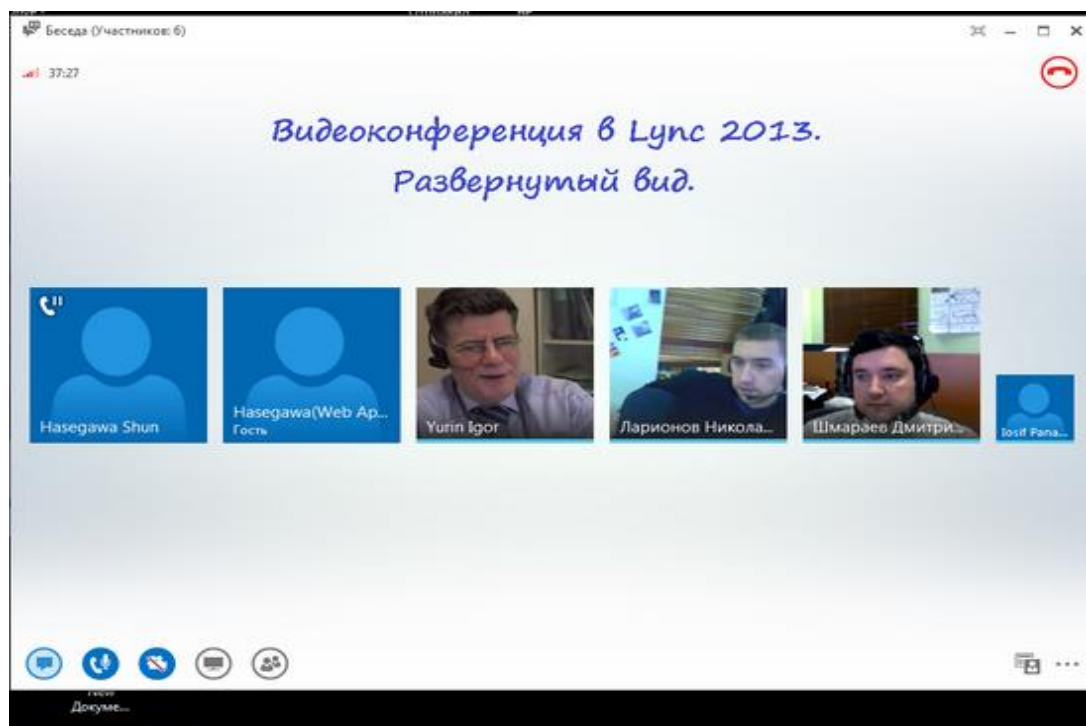 Беседа (Участников: 6)
37:27
Видеоконференция в Lync 2013.
Развернутый вид.
Hasegawa Shun
Hasegawa(Web Ap...
Гость
Yurin Igor
Ларионов Никола...
Шмараев Дмитри...
Iosif Pana...
New
Докуме...